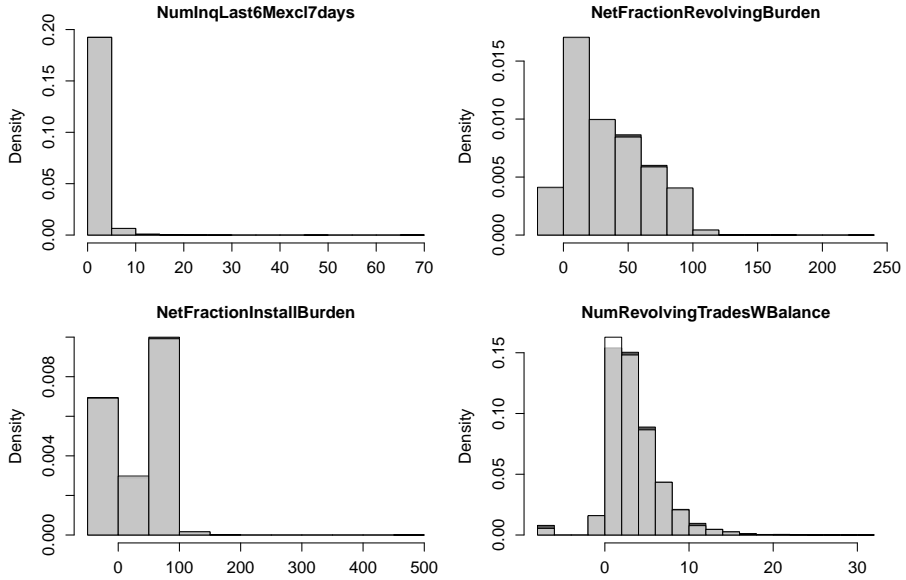 NumInqLast6Mexcl7days
Density
0.00 0.05 0.10 0.15 0.20
0 10 20 30 40 50 60 70
NetFractionRevolvingBurden
Density
0.000 0.005 0.010 0.015
0 50 100 150 200 250
NetFractionInstallBurden
Density
0.000 0.004 0.008
0 100 200 300 400 500
NumRevolvingTradesWBalance
Density
0.00 0.05 0.10 0.15
0 10 20 30